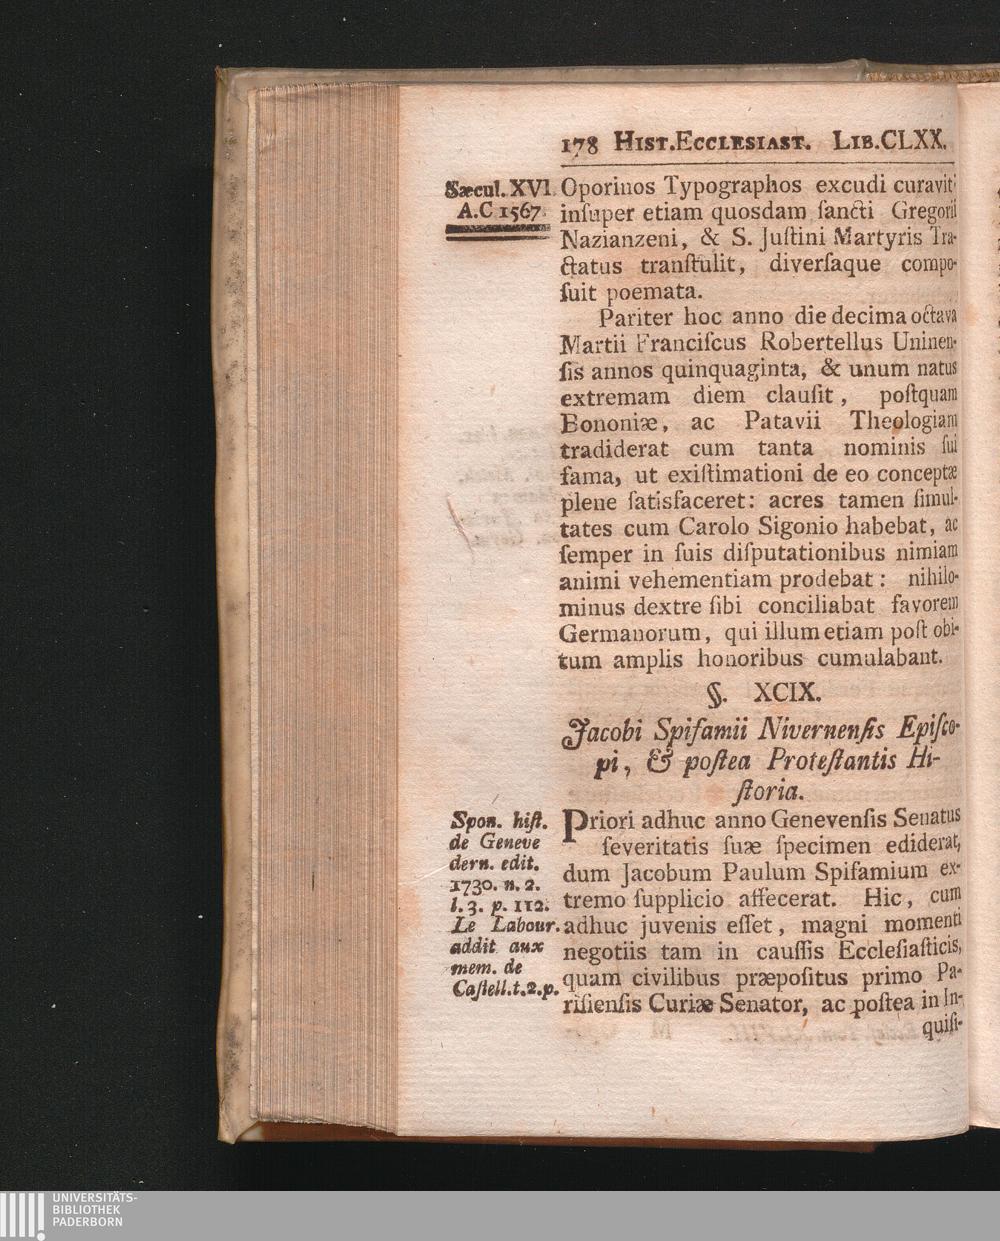 178 HIST.ECCLESIAST. LIB.CLXX.
Sæcul. XVI.
A.C 1567.
Oporinos Typographos excudi curavit;
inſuper etiam quosdam ſancti Gregorii
Nazianzeni, & S. Juſtini Martyris Tra-
ctatus tranſtulit, diverſaque compo-
ſuit poemata.
Pariter hoc anno die decima octava
Martii Franciſcus Robertellus Uninen-
ſis annos quinquaginta, & unum natus
extremam diem clauſit, poſtquam
Bononiæ, ac Patavii Theologiam
tradiderat cum tanta nominis ſui
fama, ut exiſtimationi de eo conceptæ
plene ſatisfaceret: acres tamen ſimul-
tates cum Carolo Sigonio habebat, ac
ſemper in ſuis diſputationibus nimiam
animi vehementiam prodebat: nihilo-
minus dextre ſibi conciliabat favorem
Germanorum, qui illum etiam poſt obi-
tum amplis honoribus cumulabant.
§. XCIX.
Jacobi Spifamii Nivernenſis Epiſco-
pi, & poſtea Proteſtantis Hi-
ſtoria.
Spon. hiſt.
de Geneve
dern. edit.
1730. n. 2.
l. 3. p. 112.
Le Labour.
addit aux
mem. de
Caſtell.t.2.p.
Priori adhuc anno Genevenſis Senatus
ſeveritatis ſuæ ſpecimen ediderat,
dum Jacobum Paulum Spifamium ex-
tremo ſupplicio affecerat. Hic, cum
adhuc juvenis eſſet, magni momenti
negotiis tam in cauſſis Eccleſiaſticis,
quam civilibus præpoſitus primo Pa-
riſienſis Curiæ Senator, ac poſtea in In-
quiſi-
UNIVERSITÄTS-
BIBLIOTHEK
PADERBORN